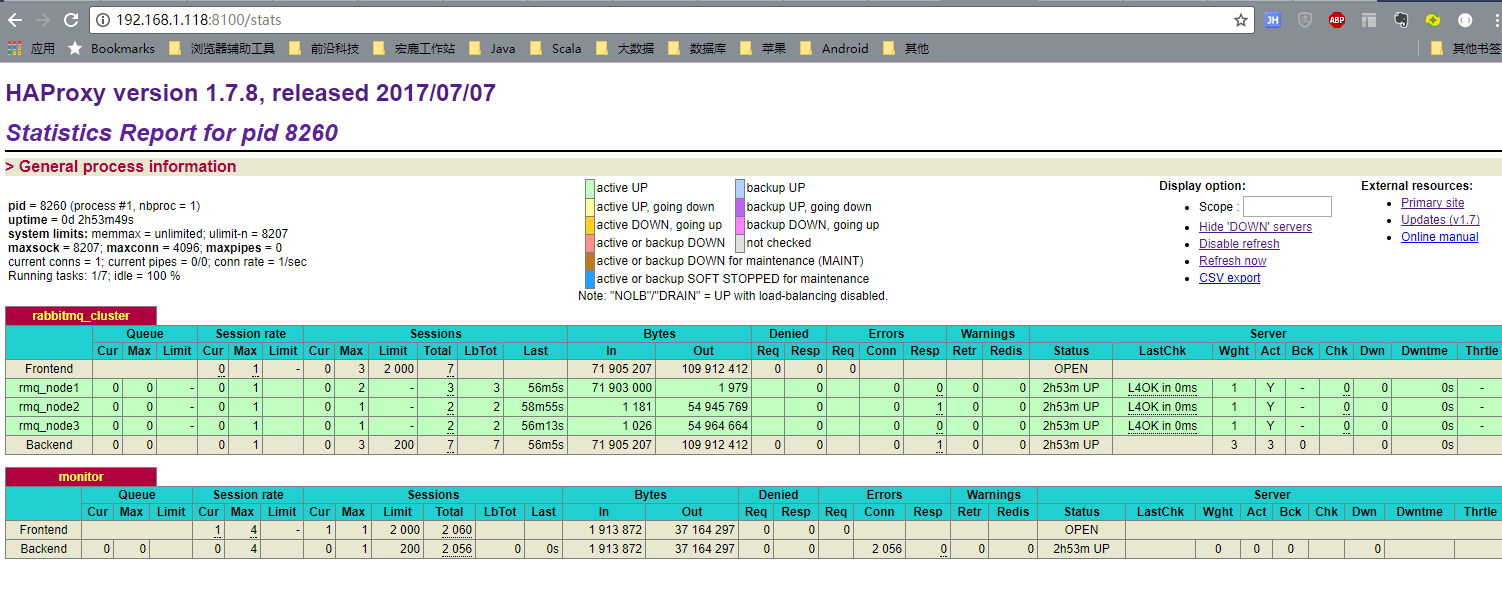 192.168.1.118:8100/stats
JH ABP
应用 Bookmarks 浏览器辅助工具 前沿科技 宏鹿工作站 Java Scala 大数据 数据库 苹果 Android 其他 其他书签
HAProxy version 1.7.8, released 2017/07/07
Statistics Report for pid 8260
> General process information
pid = 8260 (process #1, nbproc = 1)
uptime = 0d 2h53m49s
system limits: memmax = unlimited; ulimit-n = 8207
maxsock = 8207; maxconn = 4096; maxpipes = 0
current conns = 1; current pipes = 0/0; conn rate = 1/sec
Running tasks: 1/7; idle = 100 %
active UP backup UP
active UP, going down backup UP, going down
active DOWN, going up backup DOWN, going up
active or backup DOWN not checked
active or backup DOWN for maintenance (MAINT)
active or backup SOFT STOPPED for maintenance
Note: "NOLB"/"DRAIN" = UP with load-balancing disabled.
Display option:
Scope :
Hide 'DOWN' servers
Disable refresh
Refresh now
CSV export
External resources:
Primary site
Updates (v1.7)
Online manual
rabbitmq_cluster
Queue Session rate Sessions Bytes Denied Errors Warnings Server
Cur Max Limit Cur Max Limit Cur Max Limit Total LbTot Last In Out Req Resp Req Conn Resp Retr Redis Status LastChk Wght Act Bck Chk Dwn Dwntme Thrtle
Frontend 0 1 - 0 3 2 000 7 71 905 207 109 912 412 0 0 0 OPEN
rmq_node1 0 0 - 0 1 0 2 - 3 3 56m5s 71 903 000 1 979 0 0 0 0 0 2h53m UP L4OK in 0ms 1 Y - 0 0 0s -
rmq_node2 0 0 - 0 1 0 1 - 2 2 58m55s 1 181 54 945 769 0 0 1 0 0 2h53m UP L4OK in 0ms 1 Y - 0 0 0s -
rmq_node3 0 0 - 0 1 0 1 - 2 2 56m13s 1 026 54 964 664 0 0 0 0 0 2h53m UP L4OK in 0ms 1 Y - 0 0 0s -
Backend 0 0 0 1 0 3 200 7 7 56m5s 71 905 207 109 912 412 0 0 0 1 0 0 2h53m UP 3 3 0 0 0s
monitor
Queue Session rate Sessions Bytes Denied Errors Warnings Server
Cur Max Limit Cur Max Limit Cur Max Limit Total LbTot Last In Out Req Resp Req Conn Resp Retr Redis Status LastChk Wght Act Bck Chk Dwn Dwntme Thrtle
Frontend 1 4 - 1 1 2 000 2 060 1 913 872 37 164 297 0 0 0 OPEN
Backend 0 0 0 4 0 1 200 2 056 0 0s 1 913 872 37 164 297 0 0 2 056 0 0 0 2h53m UP 0 0 0 0